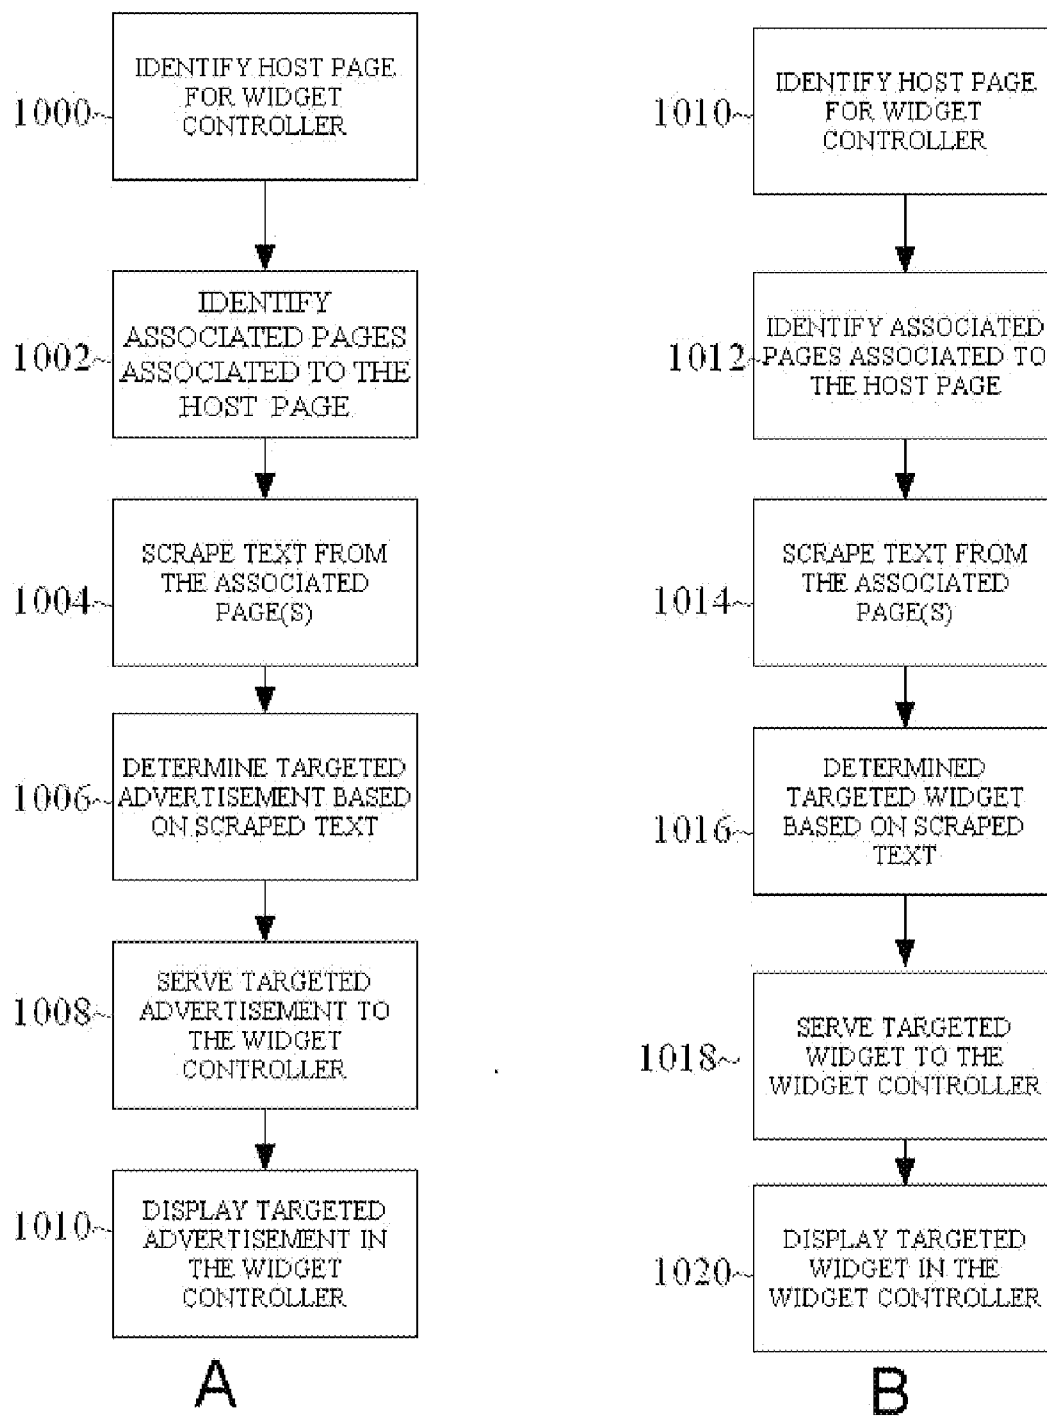 1000
IDENTIFY HOST PAGE
FOR WIDGET
CONTROLLER
1002
IDENTIFY
ASSOCIATED PAGES
ASSOCIATED TO THE
HOST PAGE
1004
SCRAPE TEXT FROM
THE ASSOCIATED
PAGE(S)
1006
DETERMINE TARGETED
ADVERTISEMENT BASED
ON SCRAPED TEXT
1008
SERVE TARGETED
ADVERTISEMENT TO
THE WIDGET
CONTROLLER
1010
DISPLAY TARGETED
ADVERTISEMENT IN
THE WIDGET
CONTROLLER
A
1010
IDENTIFY HOST PAGE
FOR WIDGET
CONTROLLER
1012
IDENTIFY ASSOCIATED
PAGES ASSOCIATED TO
THE HOST PAGE
1014
SCRAPE TEXT FROM
THE ASSOCIATED
PAGE(S)
1016
DETERMINED
TARGETED WIDGET
BASED ON SCRAPED
TEXT
1018
SERVE TARGETED
WIDGET TO THE
WIDGET CONTROLLER
1020
DISPLAY TARGETED
WIDGET IN THE
WIDGET CONTROLLER
B